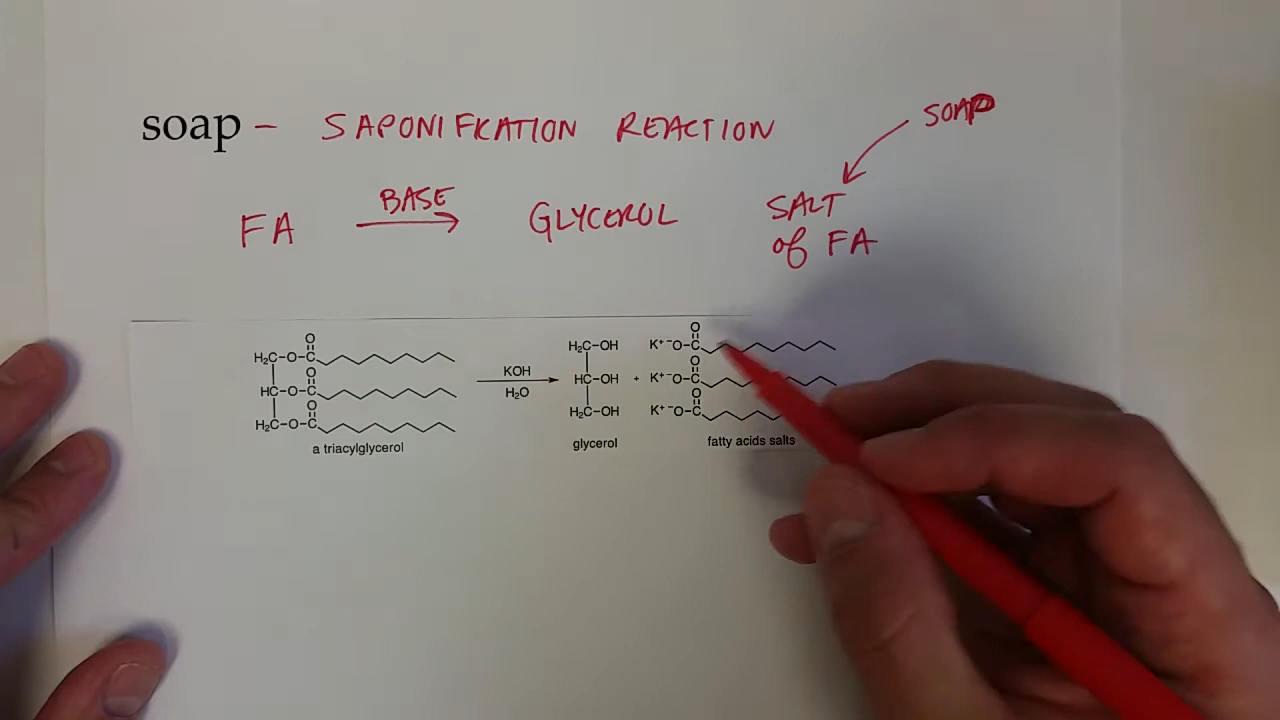 soap - SAPONIFICATION REACTION
SOAP
FA BASE GLYCEROL SALT
of FA
O
H₂C-O-C
O
HC-O-C
O
H₂C-O-C
a triacylglycerol
KOH
H₂O
H₂C-OH
HC-OH
H₂C-OH
glycerol
+
O
K⁺ ⁻O-C
O
K⁺ ⁻O-C
O
K⁺ ⁻O-C
fatty acids salts